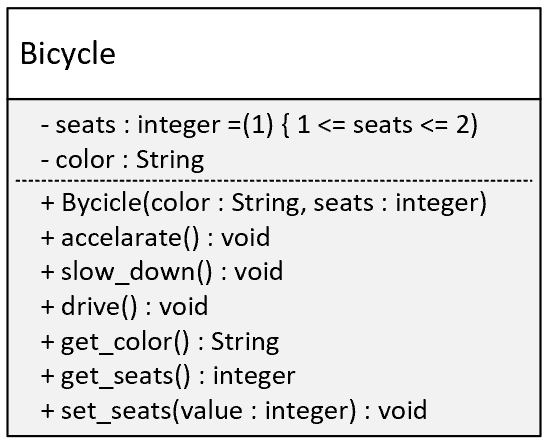 Bicycle
- seats : integer =(1) { 1 <= seats <= 2)
- color : String
+ Bycicle(color : String, seats : integer)
+ accelarate() : void
+ slow_down() : void
+ drive() : void
+ get_color() : String
+ get_seats() : integer
+ set_seats(value : integer) : void